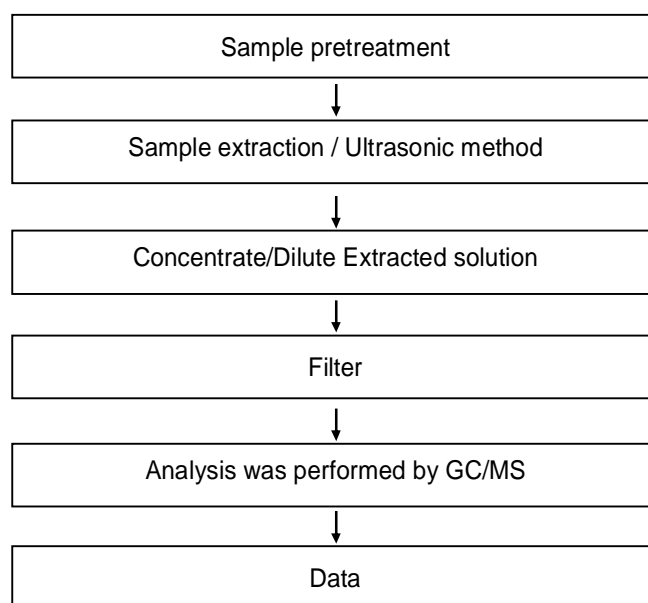 Sample pretreatment
Sample extraction / Ultrasonic method
Concentrate/Dilute Extracted solution
Filter
Analysis was performed by GC/MS
Data